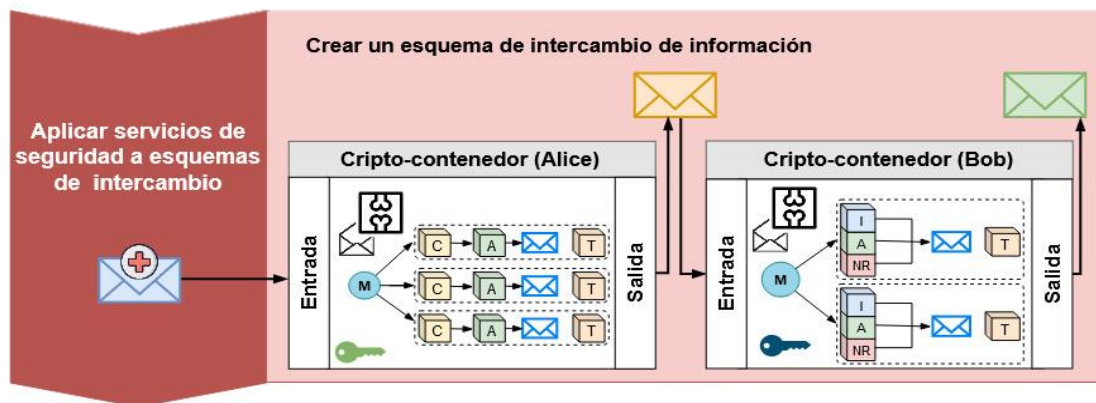 Crear un esquema de intercambio de información
Aplicar servicios de
seguridad a esquemas
de intercambio
Cripto-contenedor (Alice)
Entrada
M
C
A
T
C
A
T
C
A
T
Salida
Cripto-contenedor (Bob)
Entrada
M
I
A
NR
T
I
A
NR
T
Salida